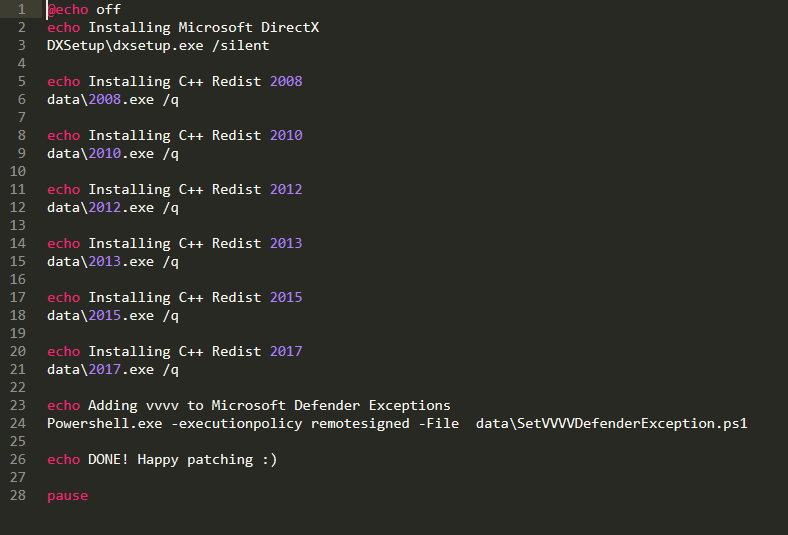 1 @echo off
2 echo Installing Microsoft DirectX
3 DXSetup\dxsetup.exe /silent
4
5 echo Installing C++ Redist 2008
6 data\2008.exe /q
7
8 echo Installing C++ Redist 2010
9 data\2010.exe /q
10
11 echo Installing C++ Redist 2012
12 data\2012.exe /q
13
14 echo Installing C++ Redist 2013
15 data\2013.exe /q
16
17 echo Installing C++ Redist 2015
18 data\2015.exe /q
19
20 echo Installing C++ Redist 2017
21 data\2017.exe /q
22
23 echo Adding vvvv to Microsoft Defender Exceptions
24 Powershell.exe -executionpolicy remotesigned -File  data\SetVVVVDefenderException.ps1
25
26 echo DONE! Happy patching :)
27
28 pause